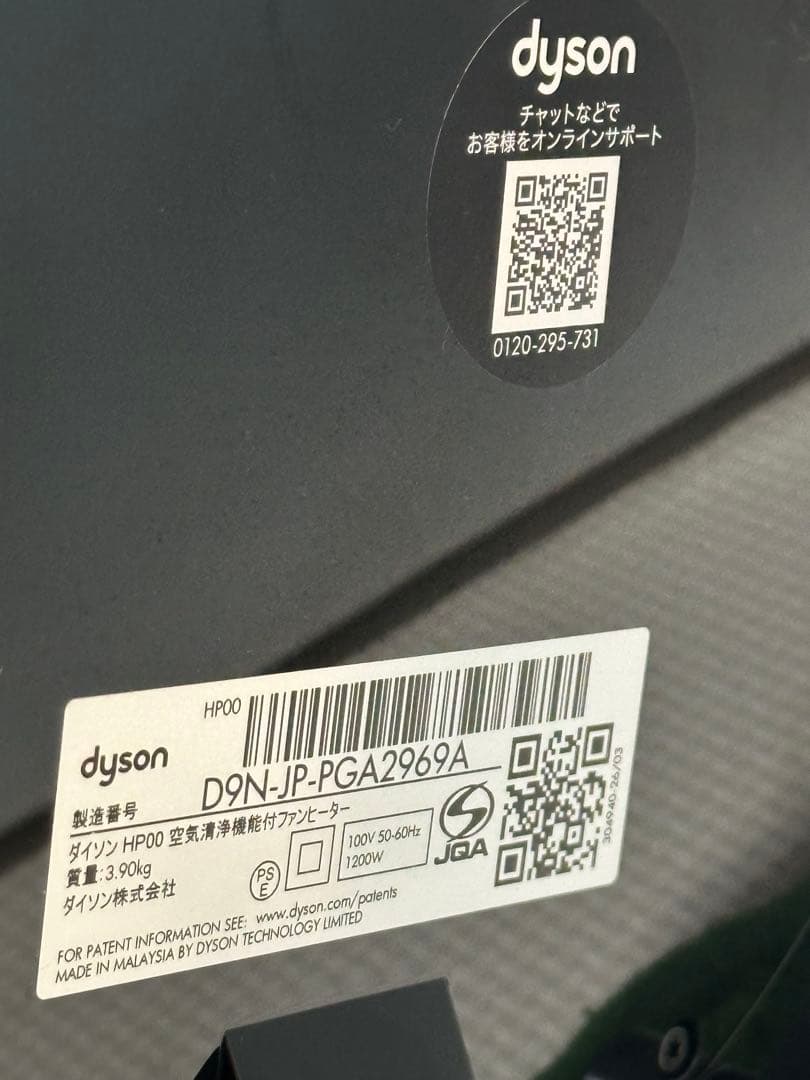 dyson
チャットなどで
お客様をオンラインサポート
0120-295-731
HP00
dyson
製造番号 D9N-JP-PGA2969A
ダイソン HP00 空気清浄機能付ファンヒーター
質量:3.90kg
ダイソン株式会社
PS
E
100V 50-60Hz
1200W
JQA
304940-26/03
FOR PATENT INFORMATION SEE: www.dyson.com/patents
MADE IN MALAYSIA BY DYSON TECHNOLOGY LIMITED